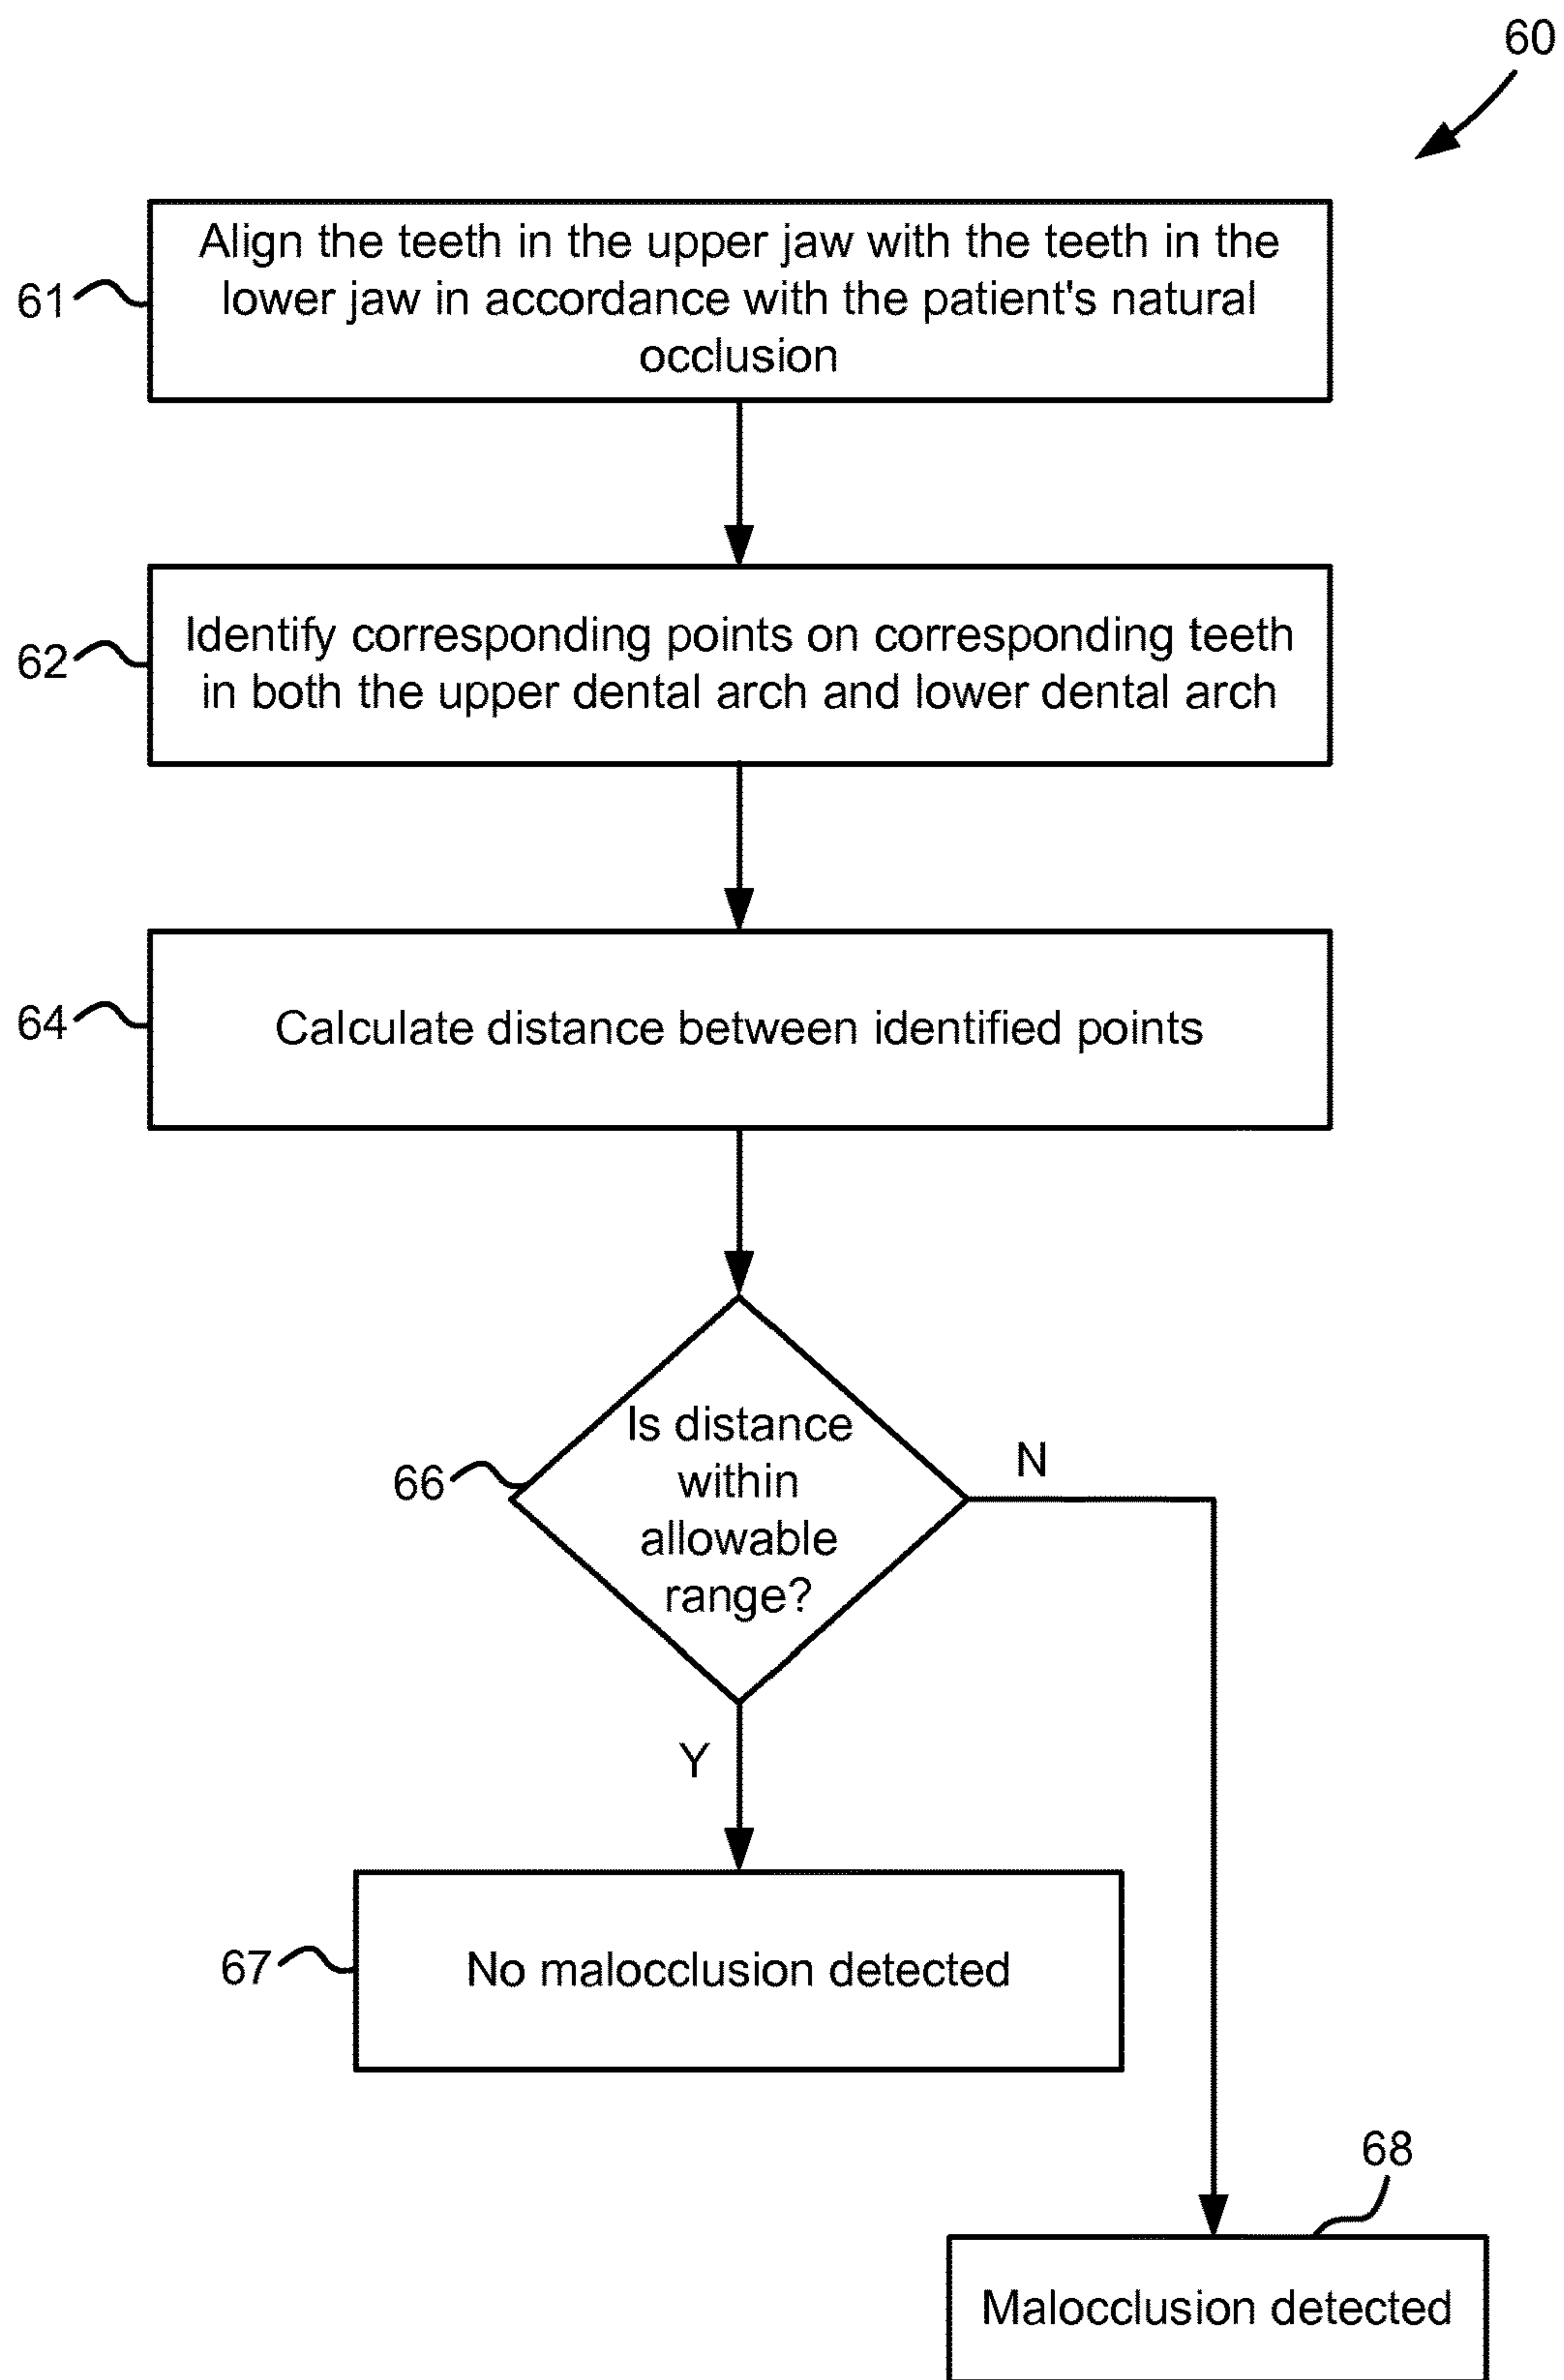 60
Align the teeth in the upper jaw with the teeth in the
lower jaw in accordance with the patient's natural
occlusion
61
Identify corresponding points on corresponding teeth
in both the upper dental arch and lower dental arch
62
Calculate distance between identified points
64
Is distance
within
allowable
range?
66
N
Y
No malocclusion detected
67
68
Malocclusion detected